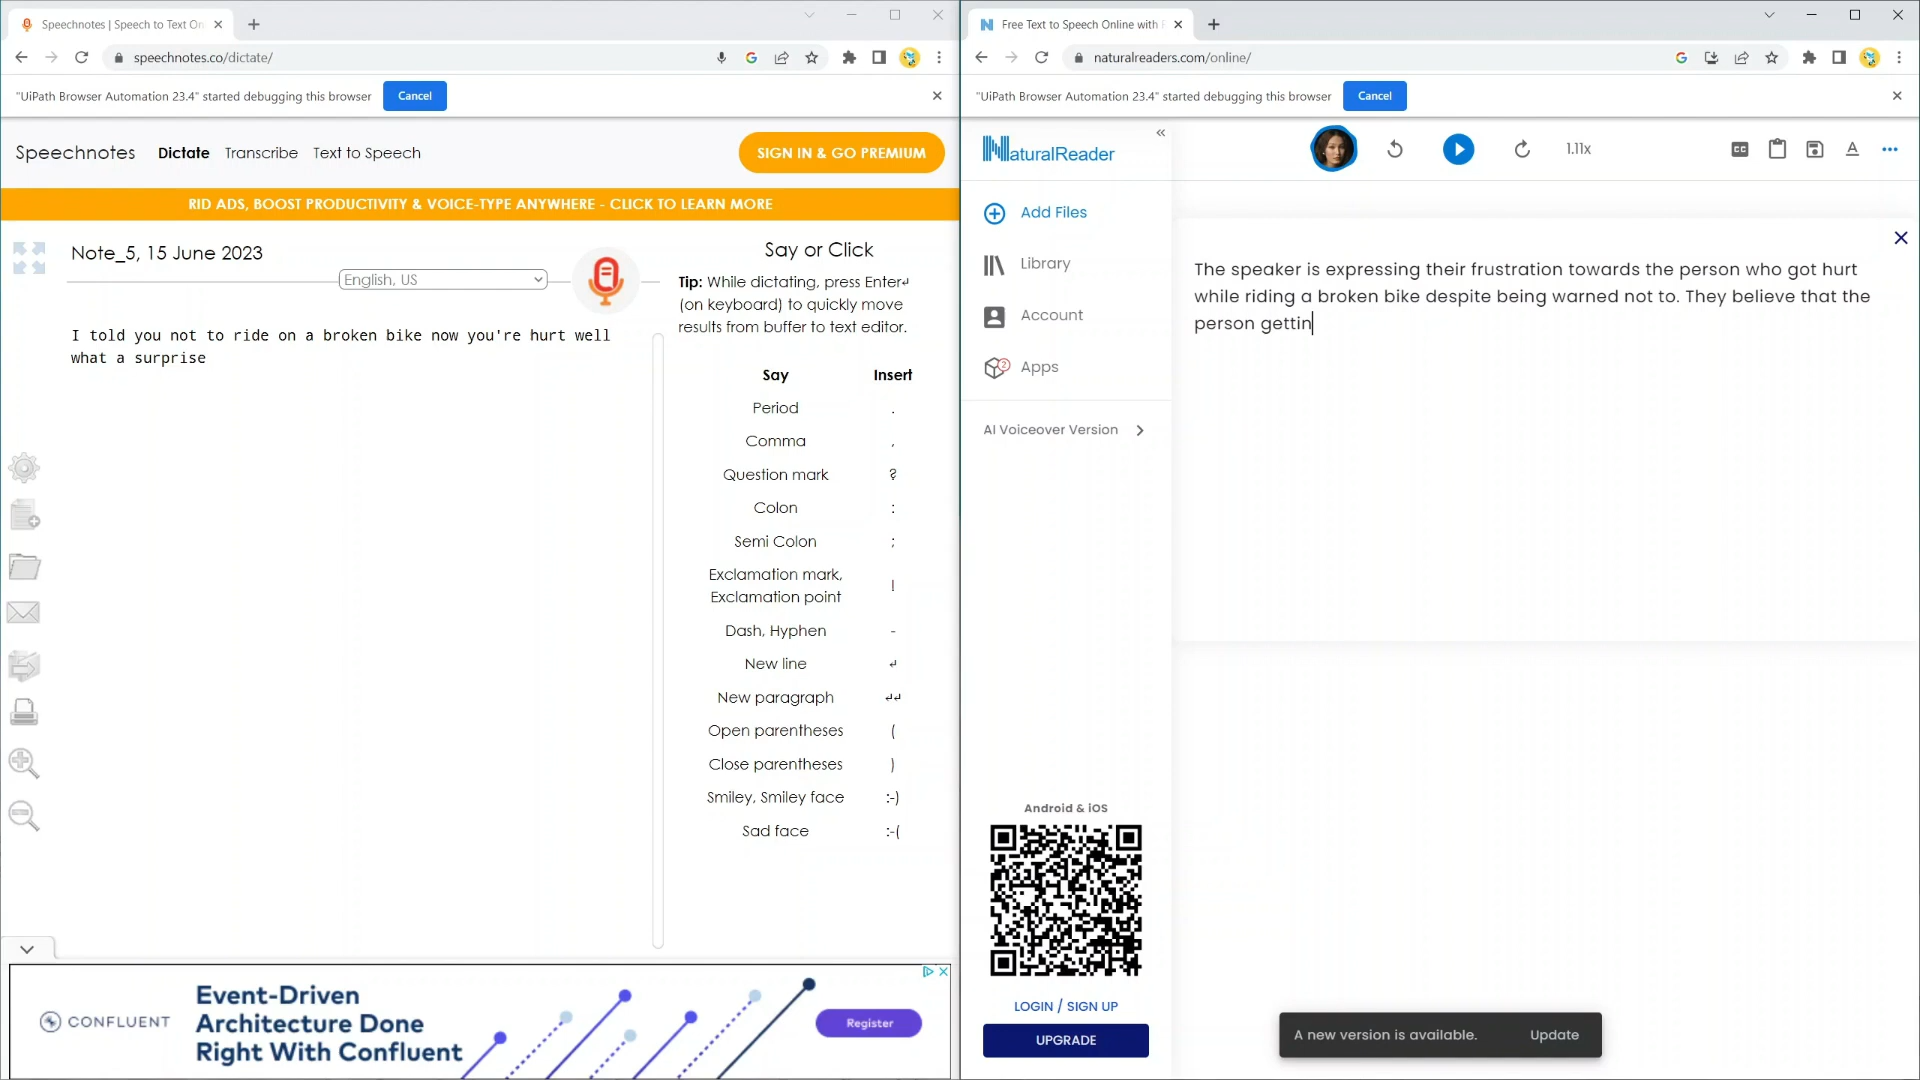 Speechnotes | Speech to Text On
speechnotes.co/dictate/
"UiPath Browser Automation 23.4" started debugging this browser
Cancel
Speechnotes
Dictate
Transcribe
Text to Speech
SIGN IN & GO PREMIUM
RID ADS, BOOST PRODUCTIVITY & VOICE-TYPE ANYWHERE - CLICK TO LEARN MORE
Note_5, 15 June 2023
English, US
I told you not to ride on a broken bike now you're hurt well
what a surprise
Say or Click
Tip: While dictating, press Enter↵
(on keyboard) to quickly move
results from buffer to text editor.
Say Insert
Period .
Comma ,
Question mark ?
Colon :
Semi Colon ;
Exclamation mark,
Exclamation point !
Dash, Hyphen -
New line ↵
New paragraph ↵↵
Open parentheses (
Close parentheses )
Smiley, Smiley face :-)
Sad face :-(
CONFLUENT
Event-Driven
Architecture Done
Right With Confluent
Register
Free Text to Speech Online with
naturalreaders.com/online/
"UiPath Browser Automation 23.4" started debugging this browser
Cancel
NaturalReader
1.11x
CC
A
Add Files
Library
Account
2
Apps
AI Voiceover Version
The speaker is expressing their frustration towards the person who got hurt
while riding a broken bike despite being warned not to. They believe that the
person gettin
Android & iOS
LOGIN / SIGN UP
UPGRADE
A new version is available.
Update